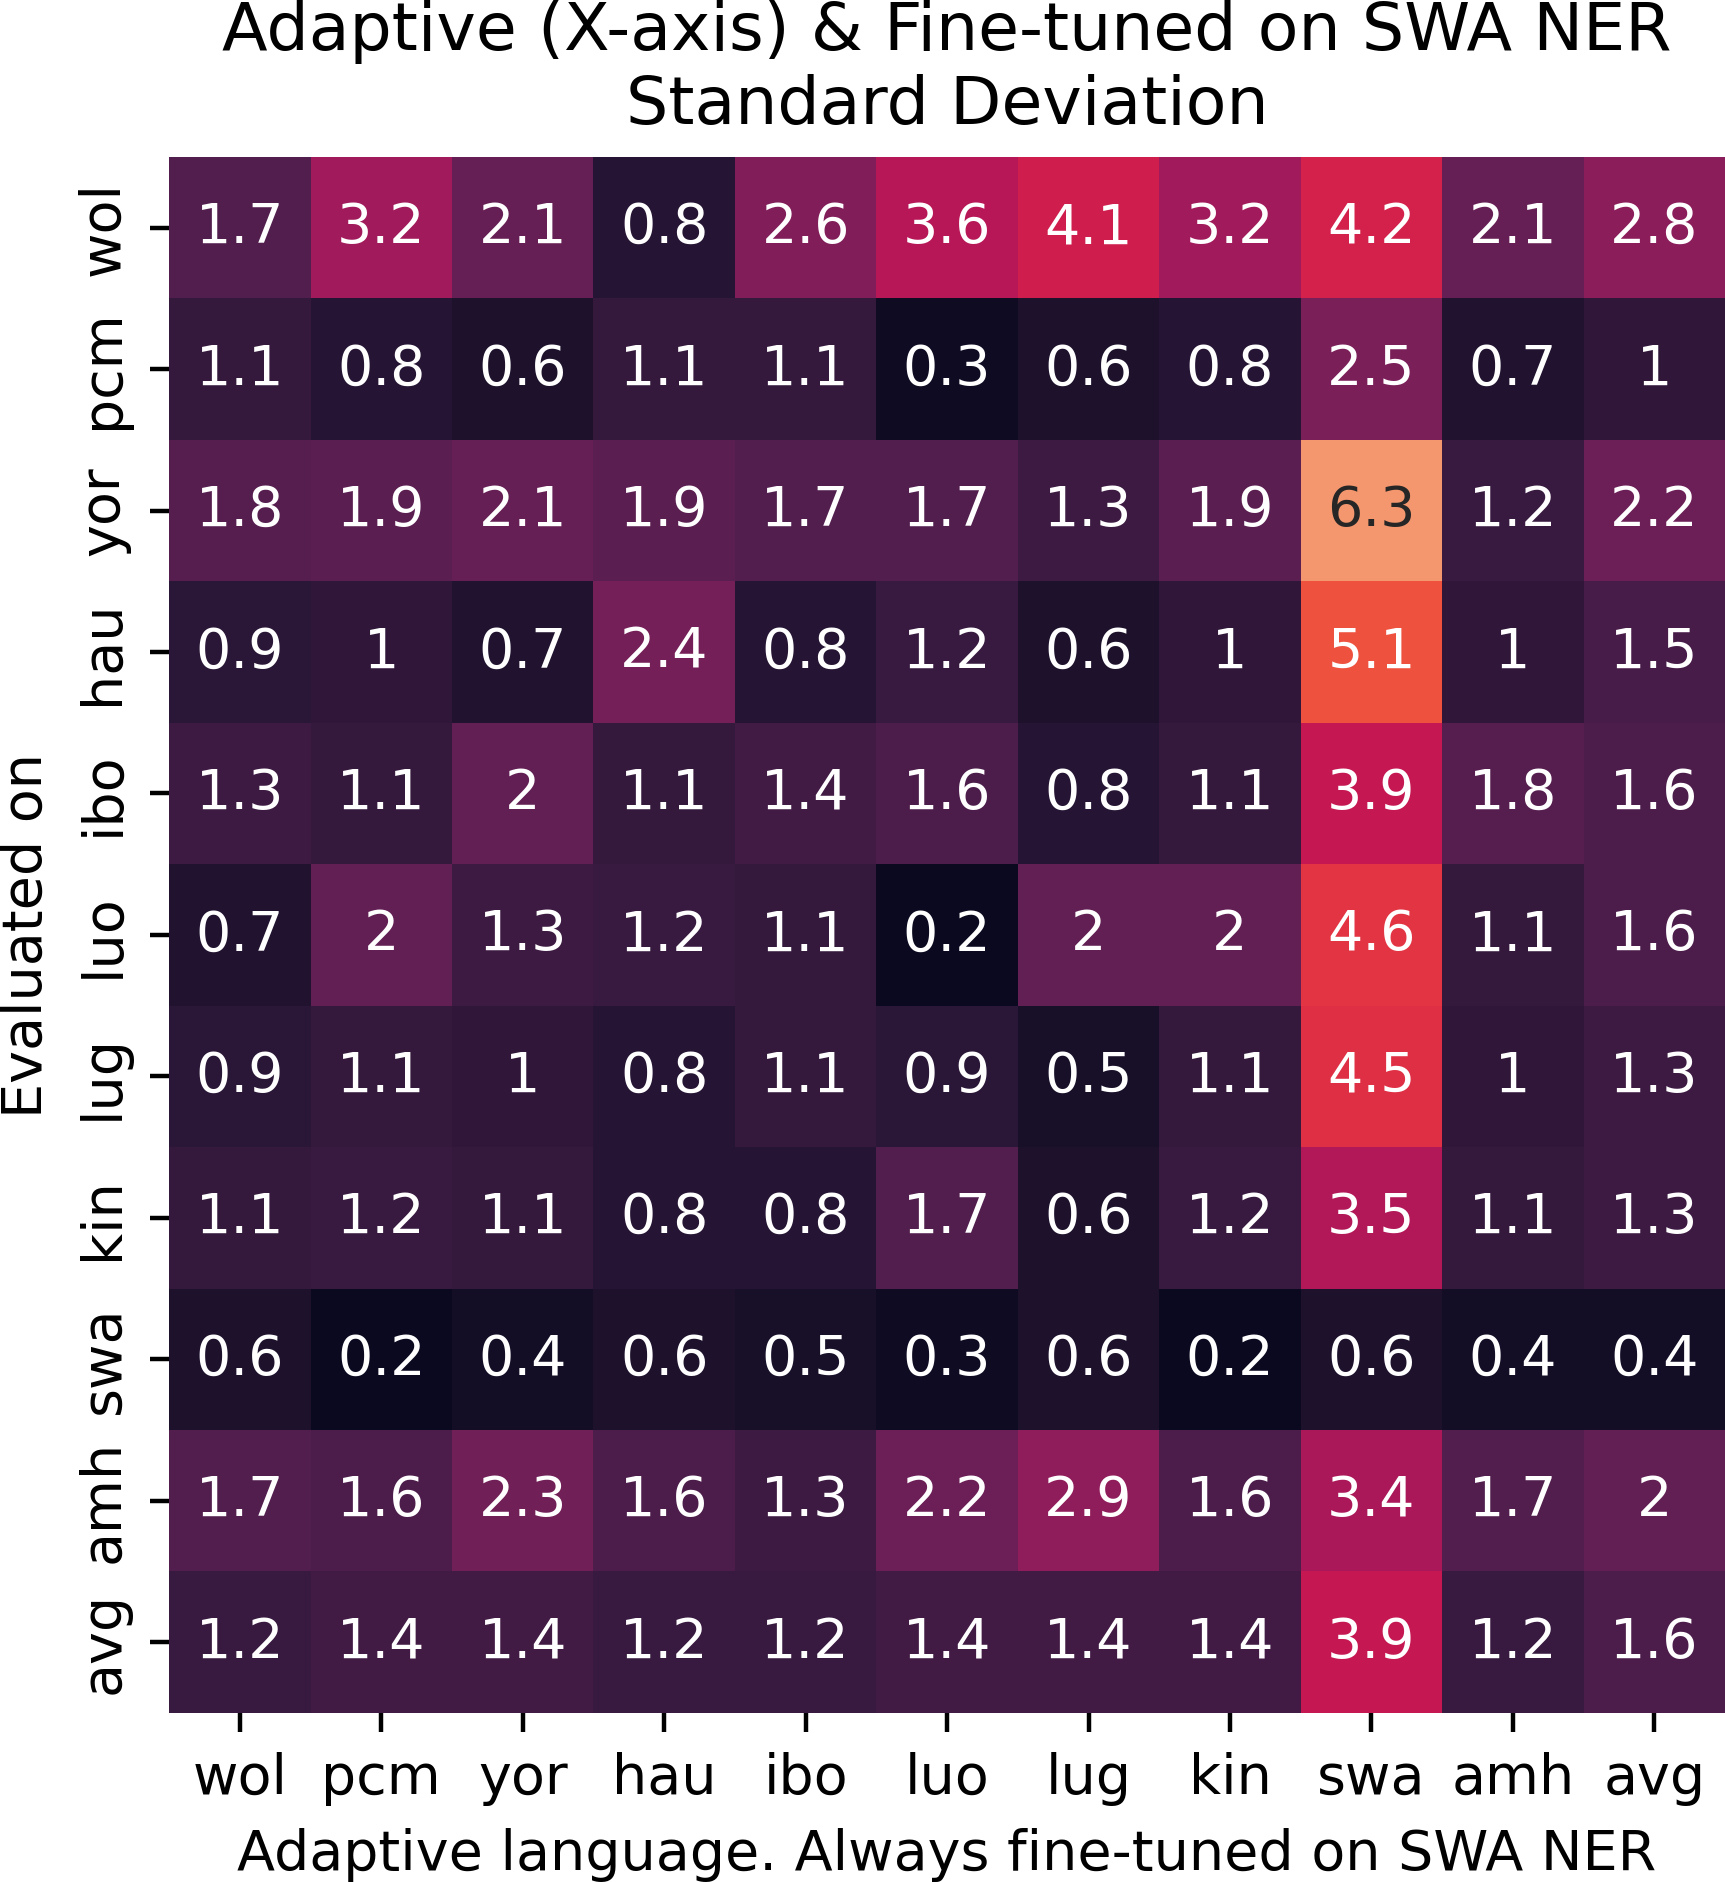 Adaptive (X-axis) & Fine-tuned on SWA NER
Standard Deviation
Evaluated on
wol 1.7 3.2 2.1 0.8 2.6 3.6 4.1 3.2 4.2 2.1 2.8
pcm 1.1 0.8 0.6 1.1 1.1 0.3 0.6 0.8 2.5 0.7 1
yor 1.8 1.9 2.1 1.9 1.7 1.7 1.3 1.9 6.3 1.2 2.2
hau 0.9 1 0.7 2.4 0.8 1.2 0.6 1 5.1 1 1.5
ibo 1.3 1.1 2 1.1 1.4 1.6 0.8 1.1 3.9 1.8 1.6
luo 0.7 2 1.3 1.2 1.1 0.2 2 2 4.6 1.1 1.6
lug 0.9 1.1 1 0.8 1.1 0.9 0.5 1.1 4.5 1 1.3
kin 1.1 1.2 1.1 0.8 0.8 1.7 0.6 1.2 3.5 1.1 1.3
swa 0.6 0.2 0.4 0.6 0.5 0.3 0.6 0.2 0.6 0.4 0.4
amh 1.7 1.6 2.3 1.6 1.3 2.2 2.9 1.6 3.4 1.7 2
avg 1.2 1.4 1.4 1.2 1.2 1.4 1.4 1.4 3.9 1.2 1.6
wol pcm yor hau ibo luo lug kin swa amh avg
Adaptive language. Always fine-tuned on SWA NER